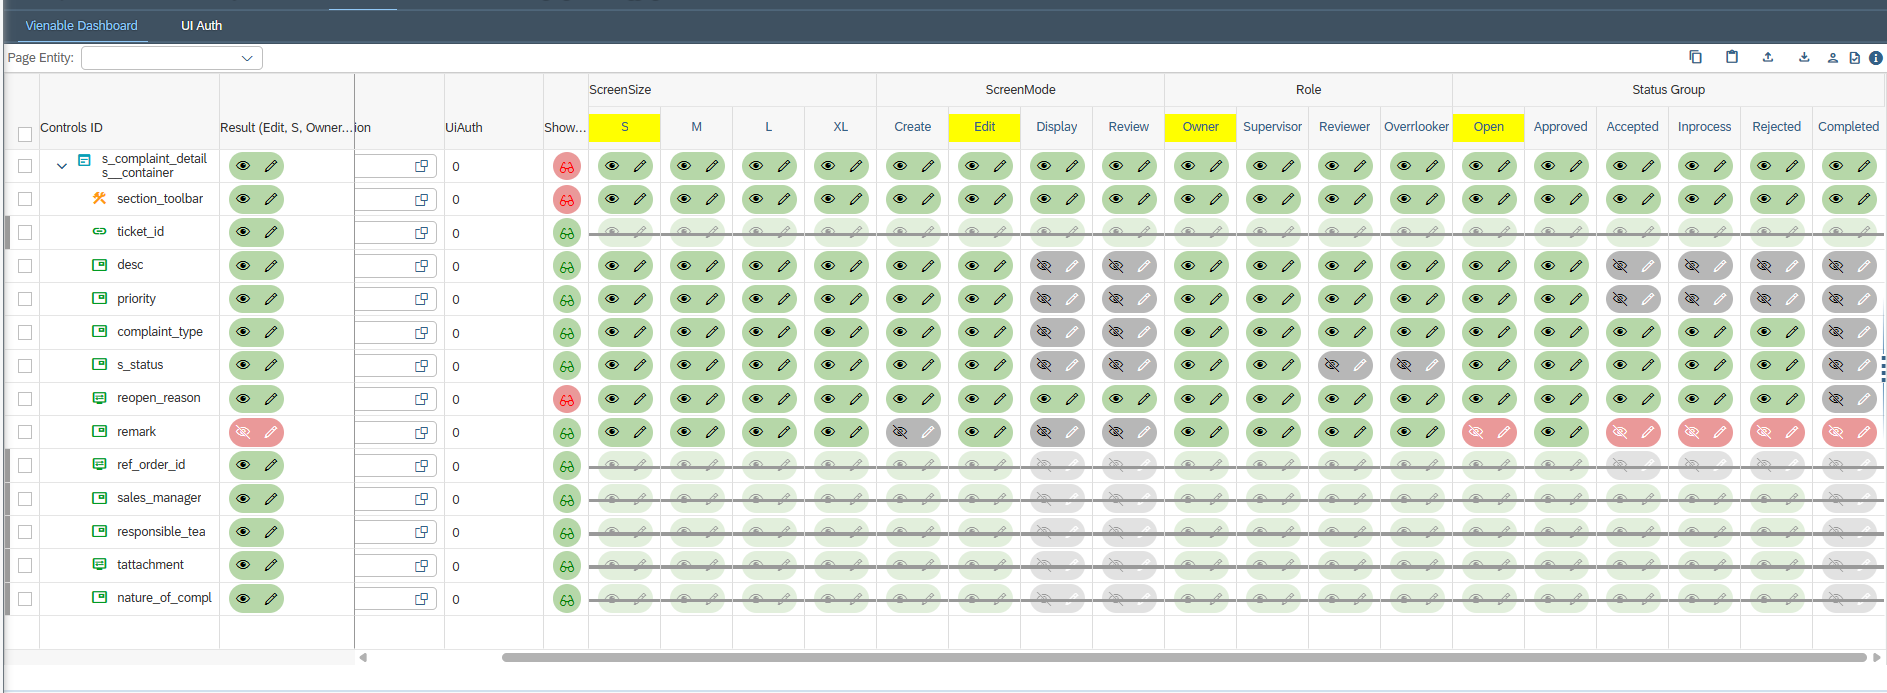 Vienable Dashboard UI Auth
Page Entity:
ScreenSize ScreenMode Role Status Group
Controls ID Result (Edit, S, Owner... ion UiAuth Show... S M L XL Create Edit Display Review Owner Supervisor Reviewer Overrlooker Open Approved Accepted Inprocess Rejected Completed
s_complaint_detail
s__container 0
section_toolbar 0
ticket_id 0
desc 0
priority 0
complaint_type 0
s_status 0
reopen_reason 0
remark 0
ref_order_id 0
sales_manager 0
responsible_tea 0
tattachment 0
nature_of_compl 0